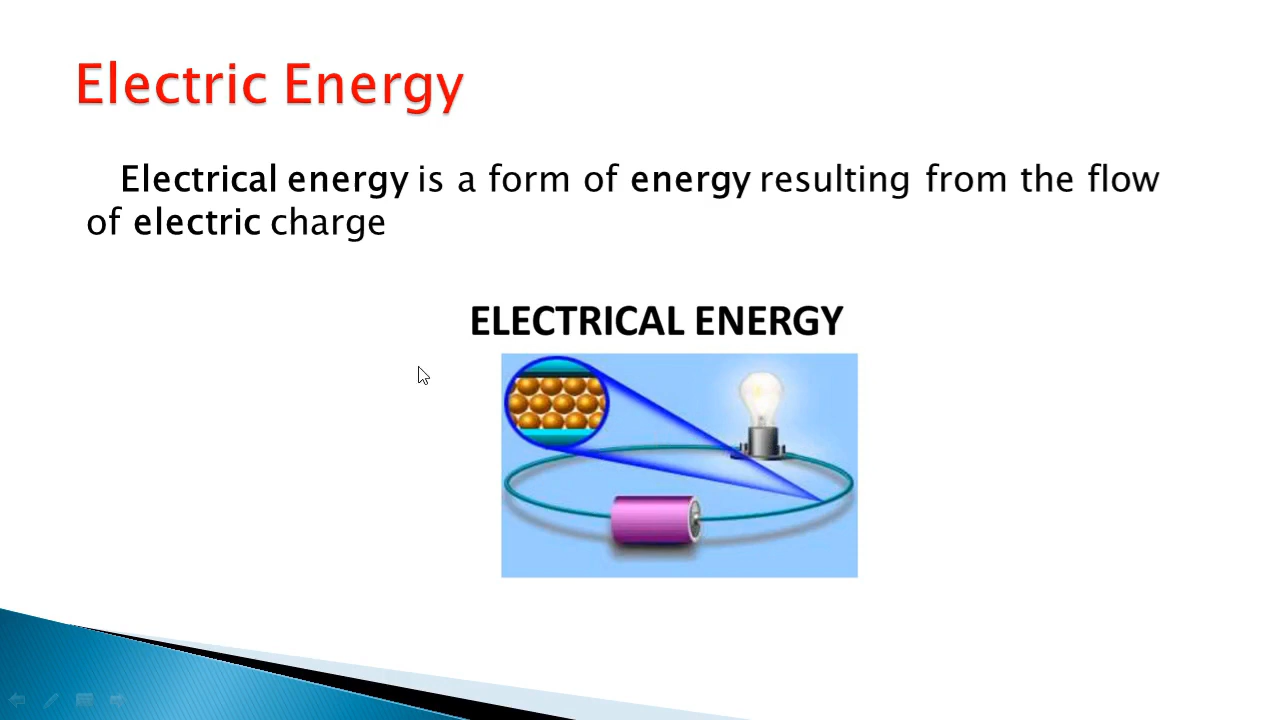 Electric Energy
Electrical energy is a form of energy resulting from the flow
of electric charge
ELECTRICAL ENERGY